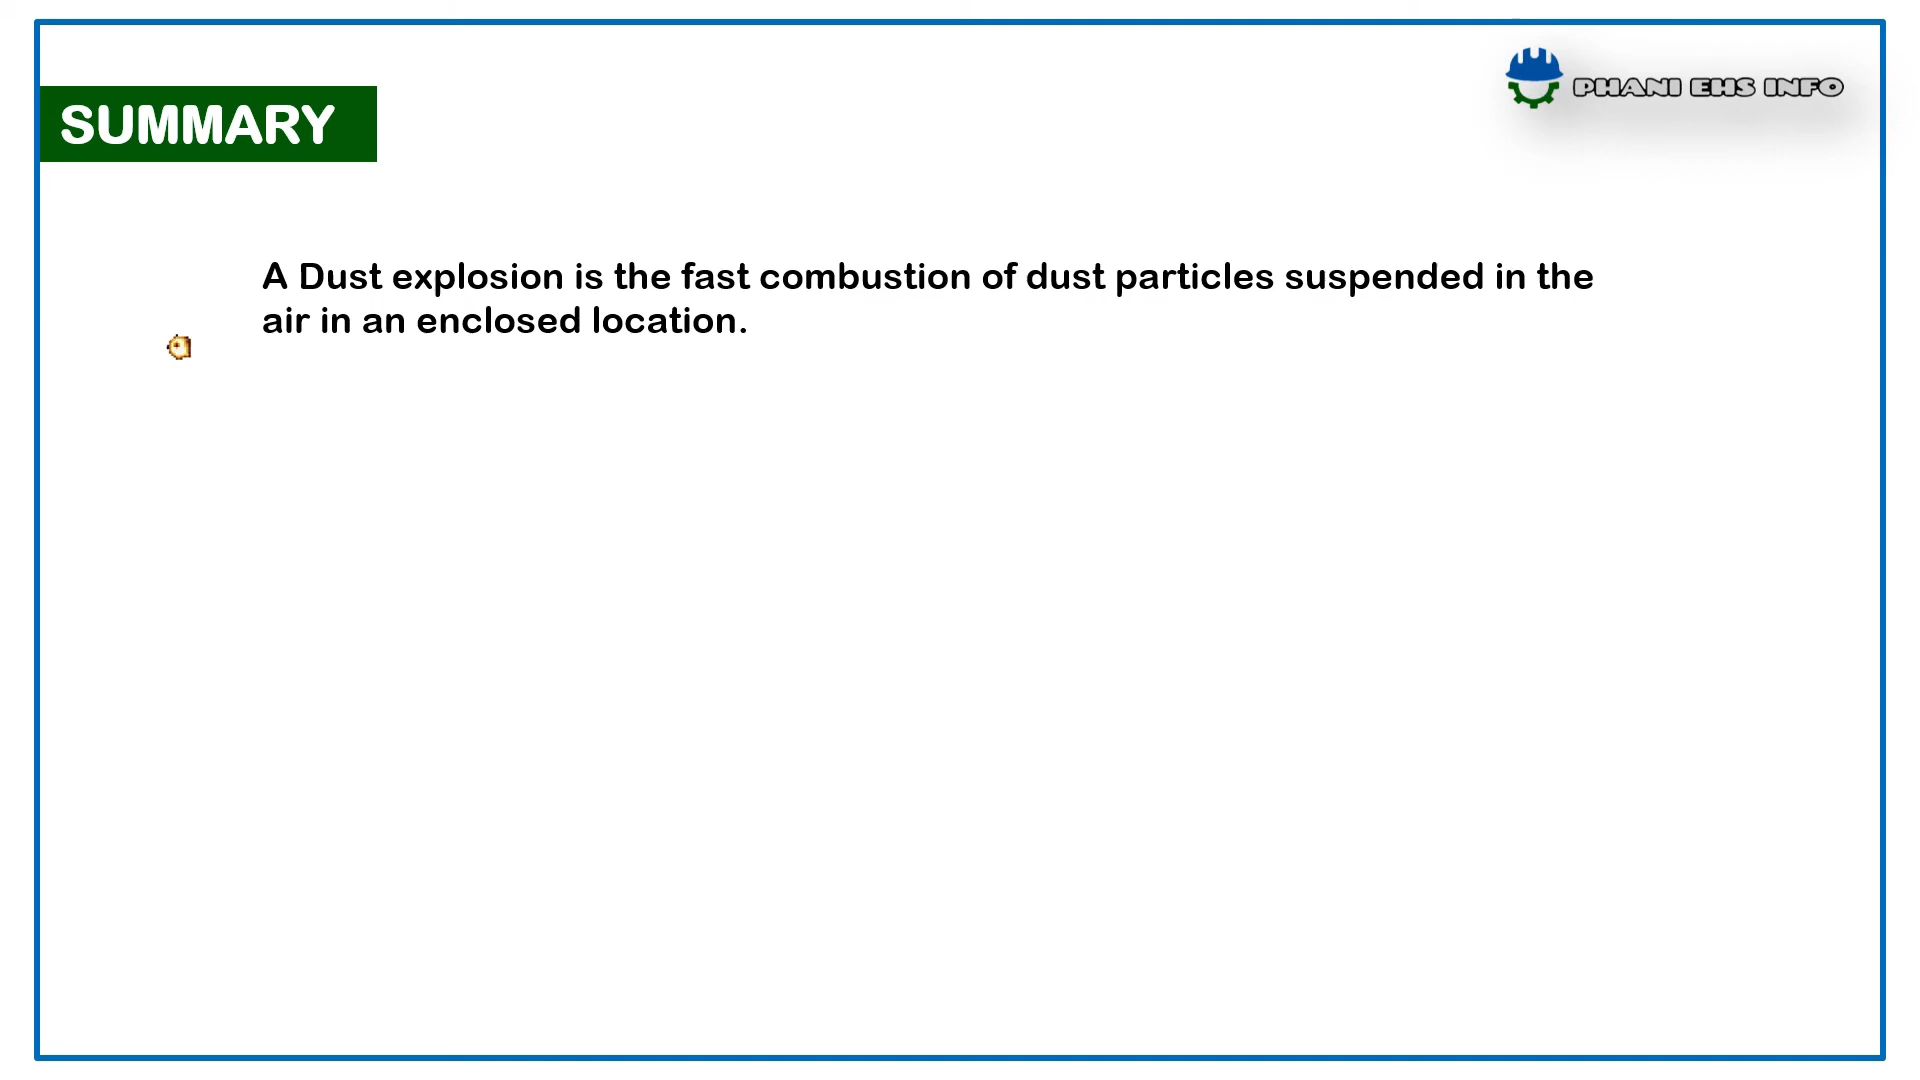 PHANI EHS INFO
SUMMARY
A Dust explosion is the fast combustion of dust particles suspended in the
air in an enclosed location.